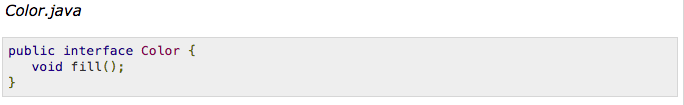 Color.java
public interface Color {
   void fill();
}